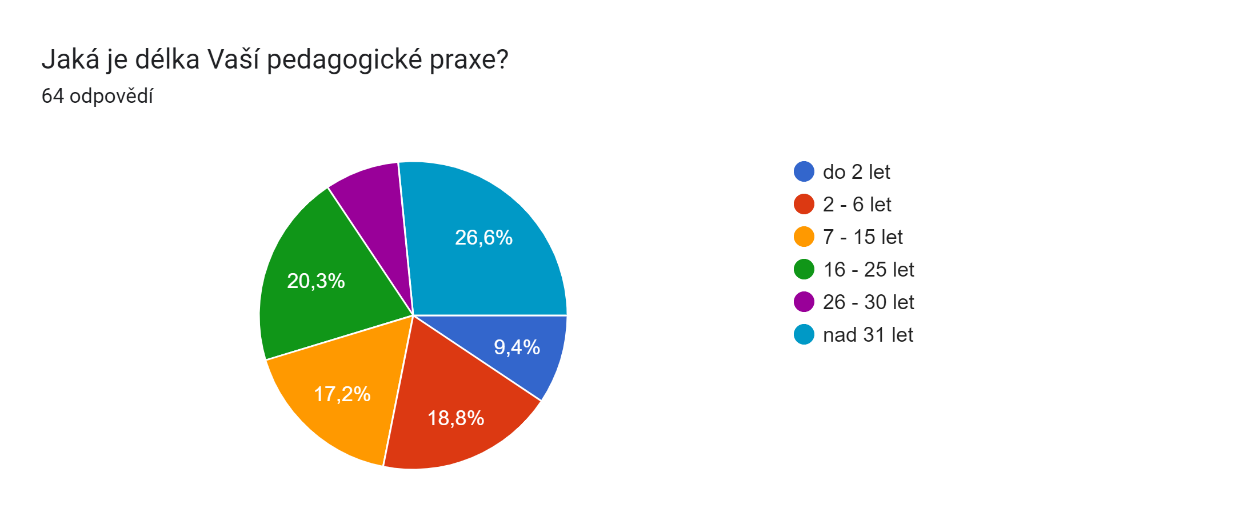 Jaká je délka Vaší pedagogické praxe?
64 odpovědí
26,6%
20,3%
9,4%
17,2%
18,8%
do 2 let
2 - 6 let
7 - 15 let
16 - 25 let
26 - 30 let
nad 31 let